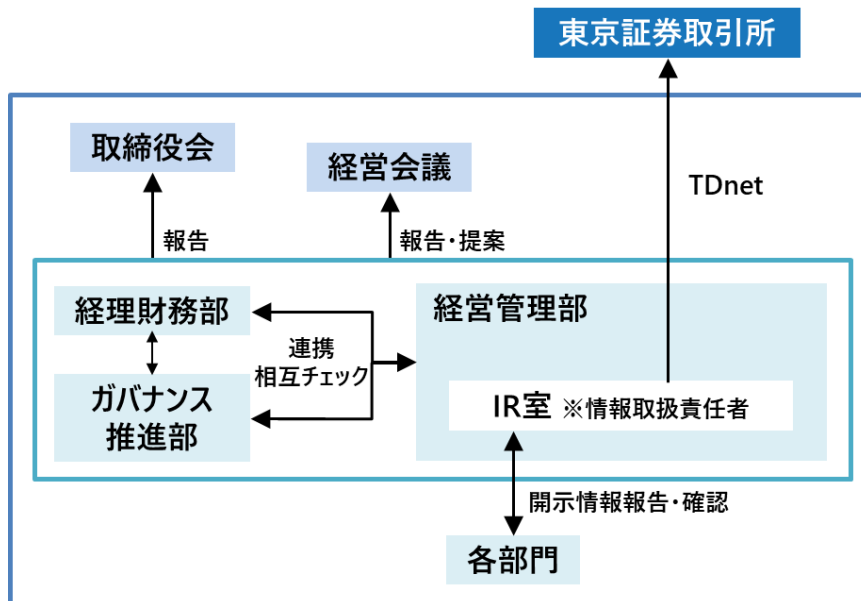 東京証券取引所
取締役会
経営会議
TDnet
報告
報告・提案
経理財務部
経営管理部
連携
相互チェック
ガバナンス
推進部
IR室 ※情報取扱責任者
開示情報報告・確認
各部門